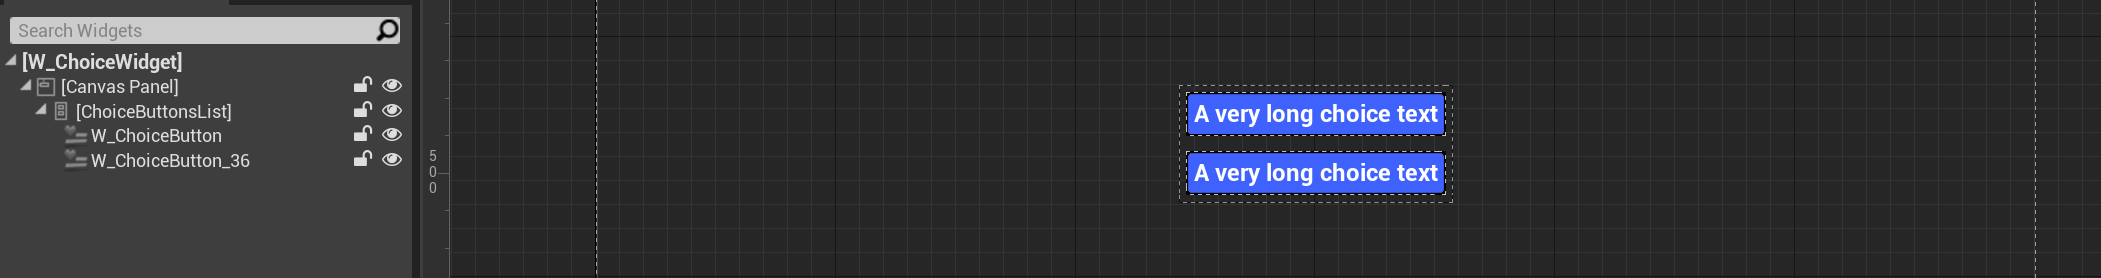 Search Widgets
[W_ChoiceWidget]
[Canvas Panel]
[ChoiceButtonsList]
W_ChoiceButton
W_ChoiceButton_36
5
0
0
A very long choice text
A very long choice text